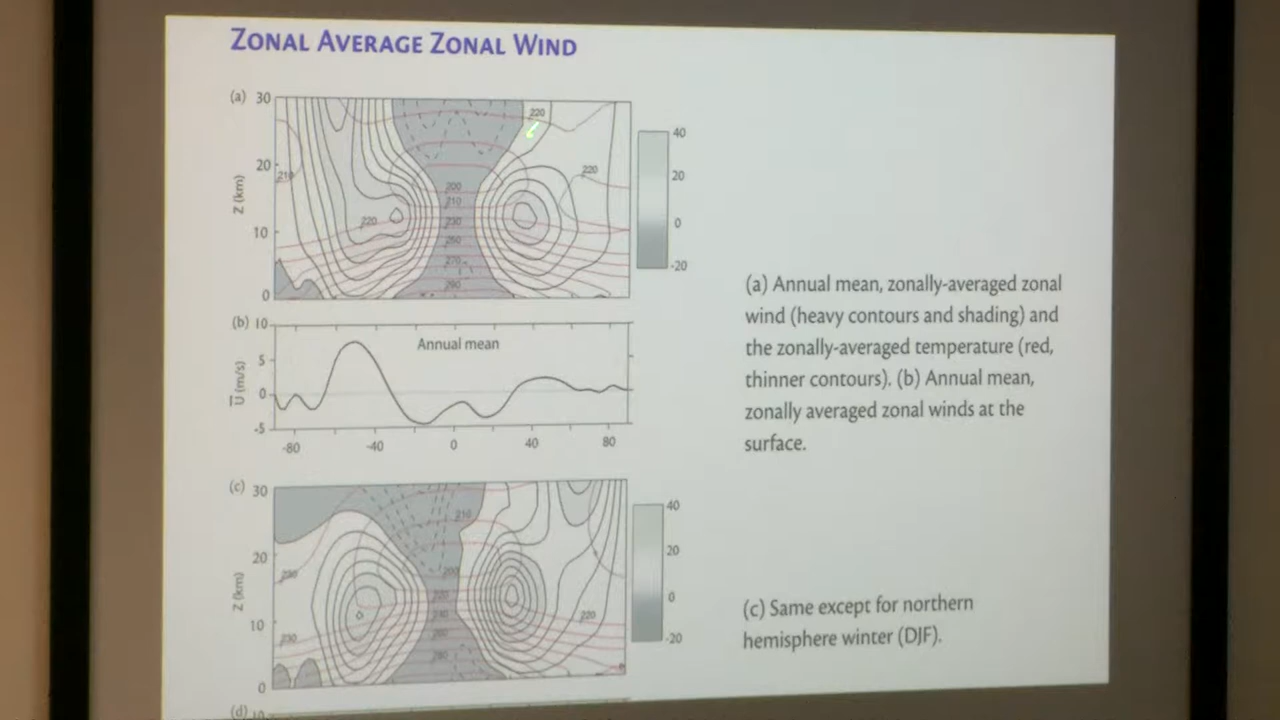 ZONAL AVERAGE ZONAL WIND
(a) 30
20
10
0
Z (km)
210
220
220
220
200
210
230
260
270
290
40
20
0
-20
(a) Annual mean, zonally-averaged zonal
wind (heavy contours and shading) and
the zonally-averaged temperature (red,
thinner contours). (b) Annual mean,
zonally averaged zonal winds at the
surface.
(b) 10
5
0
-5
U (m/s)
Annual mean
-80 -40 0 40 80
(c) 30
20
10
0
Z (km)
210
230
200
220
230
220
40
20
0
-20
(c) Same except for northern
hemisphere winter (DJF).
(d) 10